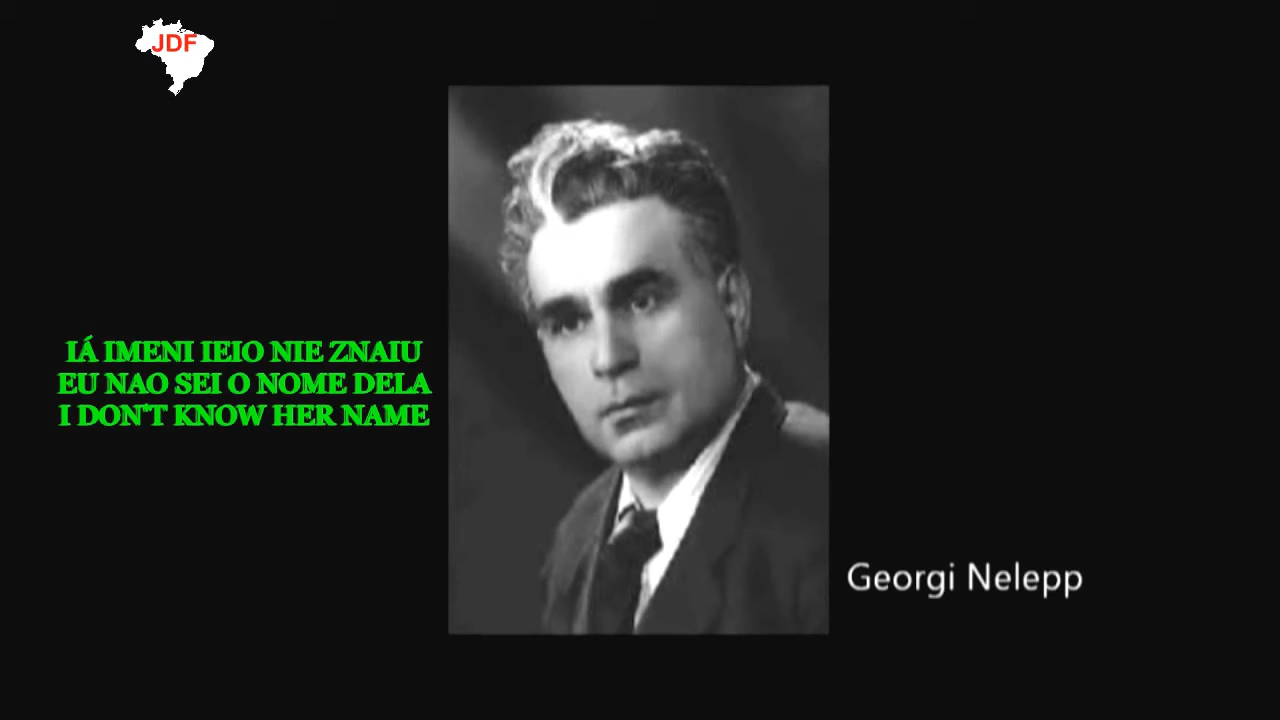 JDF
IÁ IMENI IEIO NIE ZNAIU
EU NAO SEI O NOME DELA
I DON'T KNOW HER NAME
Georgi Nelepp